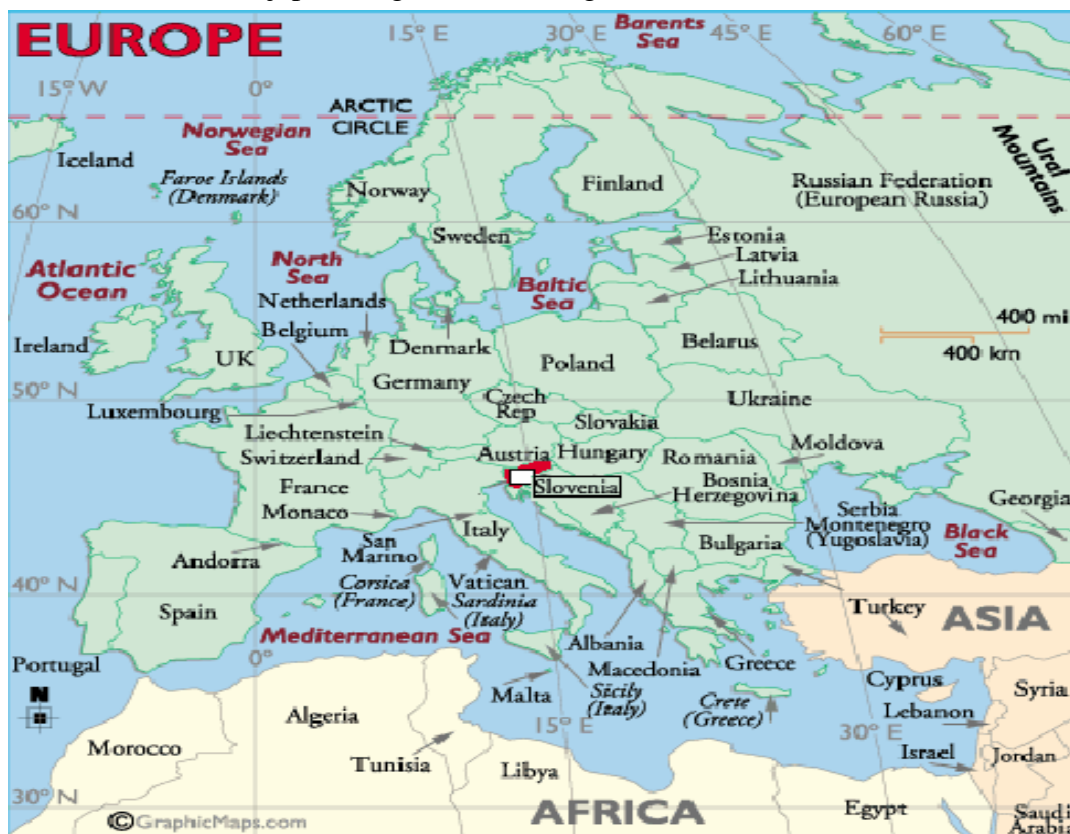 EUROPE
15° E
30° E
Barents
Sea
45° E
60° E
15° W
0°
ARCTIC
CIRCLE
Norwegian
Sea
Iceland
Faroe Islands
(Denmark)
Norway
Finland
Russian Federation
(European Russia)
Ural
Mountains
60° N
Sweden
Estonia
Latvia
Lithuania
Atlantic
Ocean
North
Sea
Baltic
Sea
Netherlands
Belgium
400 mi
400 km
Ireland
UK
Denmark
Poland
Belarus
Germany
50° N
Luxembourg
Czech
Rep
Ukraine
Slovakia
Liechtenstein
Switzerland
Austria
Hungary
Romania
Moldova
Slovenia
Bosnia
Herzegovina
France
Monaco
Serbia
Montenegro
(Yugoslavia)
Georgia
Black
Sea
San
Marino
Italy
Bulgaria
Andorra
Corsica
(France)
Vatican
Sardinia
(Italy)
40° N
Spain
Turkey
ASIA
Mediterranean Sea
Albania
Macedonia
Greece
Portugal
0°
N
Malta
Sicily
(Italy)
Crete
(Greece)
Cyprus
Lebanon
Syria
Algeria
15° E
30° E
Morocco
Tunisia
Libya
Israel
Jordan
30° N
AFRICA
Egypt
Saudi
Arabia
©GraphicMaps.com